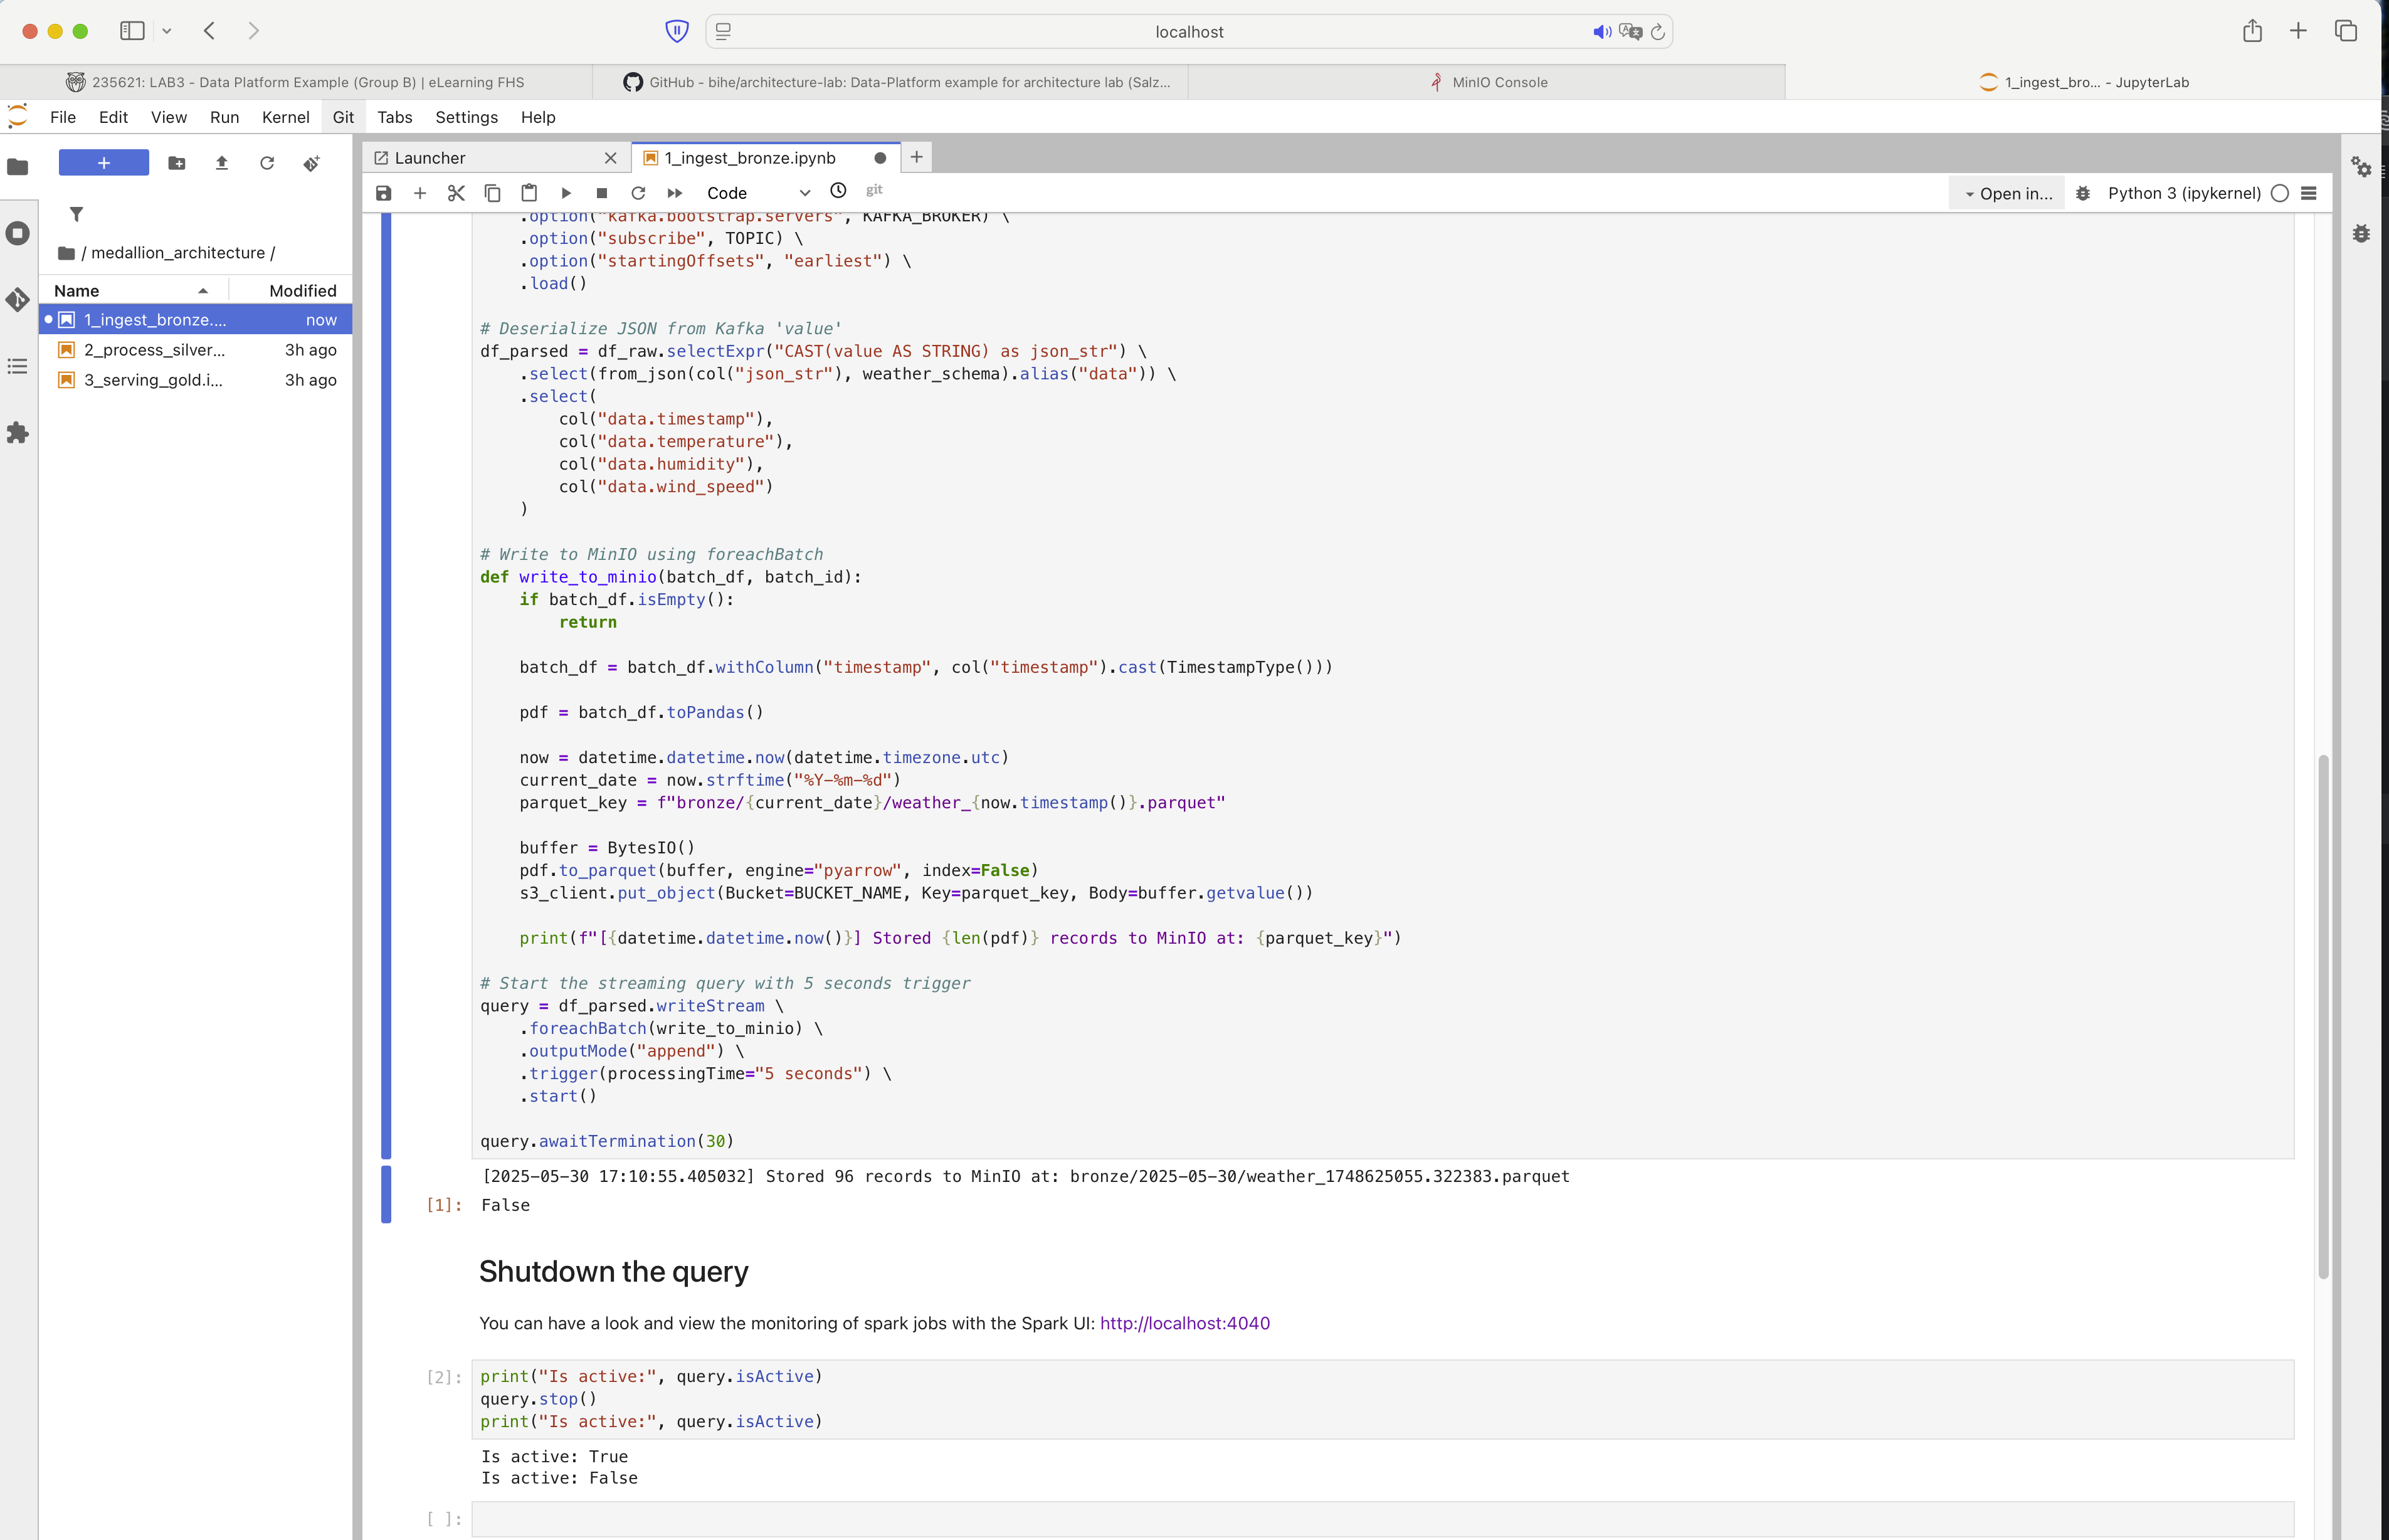 localhost
235621: LAB3 - Data Platform Example (Group B) | eLearning FHS
GitHub - bihe/architecture-lab: Data-Platform example for architecture lab (Salz...
MinIO Console
1_ingest_bro... - JupyterLab
File Edit View Run Kernel Git Tabs Settings Help
Launcher
1_ingest_bronze.ipynb
Code
git
Open in...
Python 3 (ipykernel)
/ medallion_architecture /
Name Modified
1_ingest_bronze.... now
2_process_silver... 3h ago
3_serving_gold.i... 3h ago
.option("kafka.bootstrap.servers", KAFKA_BROKER) \
.option("subscribe", TOPIC) \
.option("startingOffsets", "earliest") \
.load()
# Deserialize JSON from Kafka 'value'
df_parsed = df_raw.selectExpr("CAST(value AS STRING) as json_str") \
.select(from_json(col("json_str"), weather_schema).alias("data")) \
.select(
col("data.timestamp"),
col("data.temperature"),
col("data.humidity"),
col("data.wind_speed")
)
# Write to MinIO using foreachBatch
def write_to_minio(batch_df, batch_id):
if batch_df.isEmpty():
return
batch_df = batch_df.withColumn("timestamp", col("timestamp").cast(TimestampType()))
pdf = batch_df.toPandas()
now = datetime.datetime.now(datetime.timezone.utc)
current_date = now.strftime("%Y-%m-%d")
parquet_key = f"bronze/{current_date}/weather_{now.timestamp()}.parquet"
buffer = BytesIO()
pdf.to_parquet(buffer, engine="pyarrow", index=False)
s3_client.put_object(Bucket=BUCKET_NAME, Key=parquet_key, Body=buffer.getvalue())
print(f"[{datetime.datetime.now()}] Stored {len(pdf)} records to MinIO at: {parquet_key}")
# Start the streaming query with 5 seconds trigger
query = df_parsed.writeStream \
.foreachBatch(write_to_minio) \
.outputMode("append") \
.trigger(processingTime="5 seconds") \
.start()
query.awaitTermination(30)
[2025-05-30 17:10:55.405032] Stored 96 records to MinIO at: bronze/2025-05-30/weather_1748625055.322383.parquet
[1]: False
Shutdown the query
You can have a look and view the monitoring of spark jobs with the Spark UI: http://localhost:4040
[2]: print("Is active:", query.isActive)
query.stop()
print("Is active:", query.isActive)
Is active: True
Is active: False
[ ]: